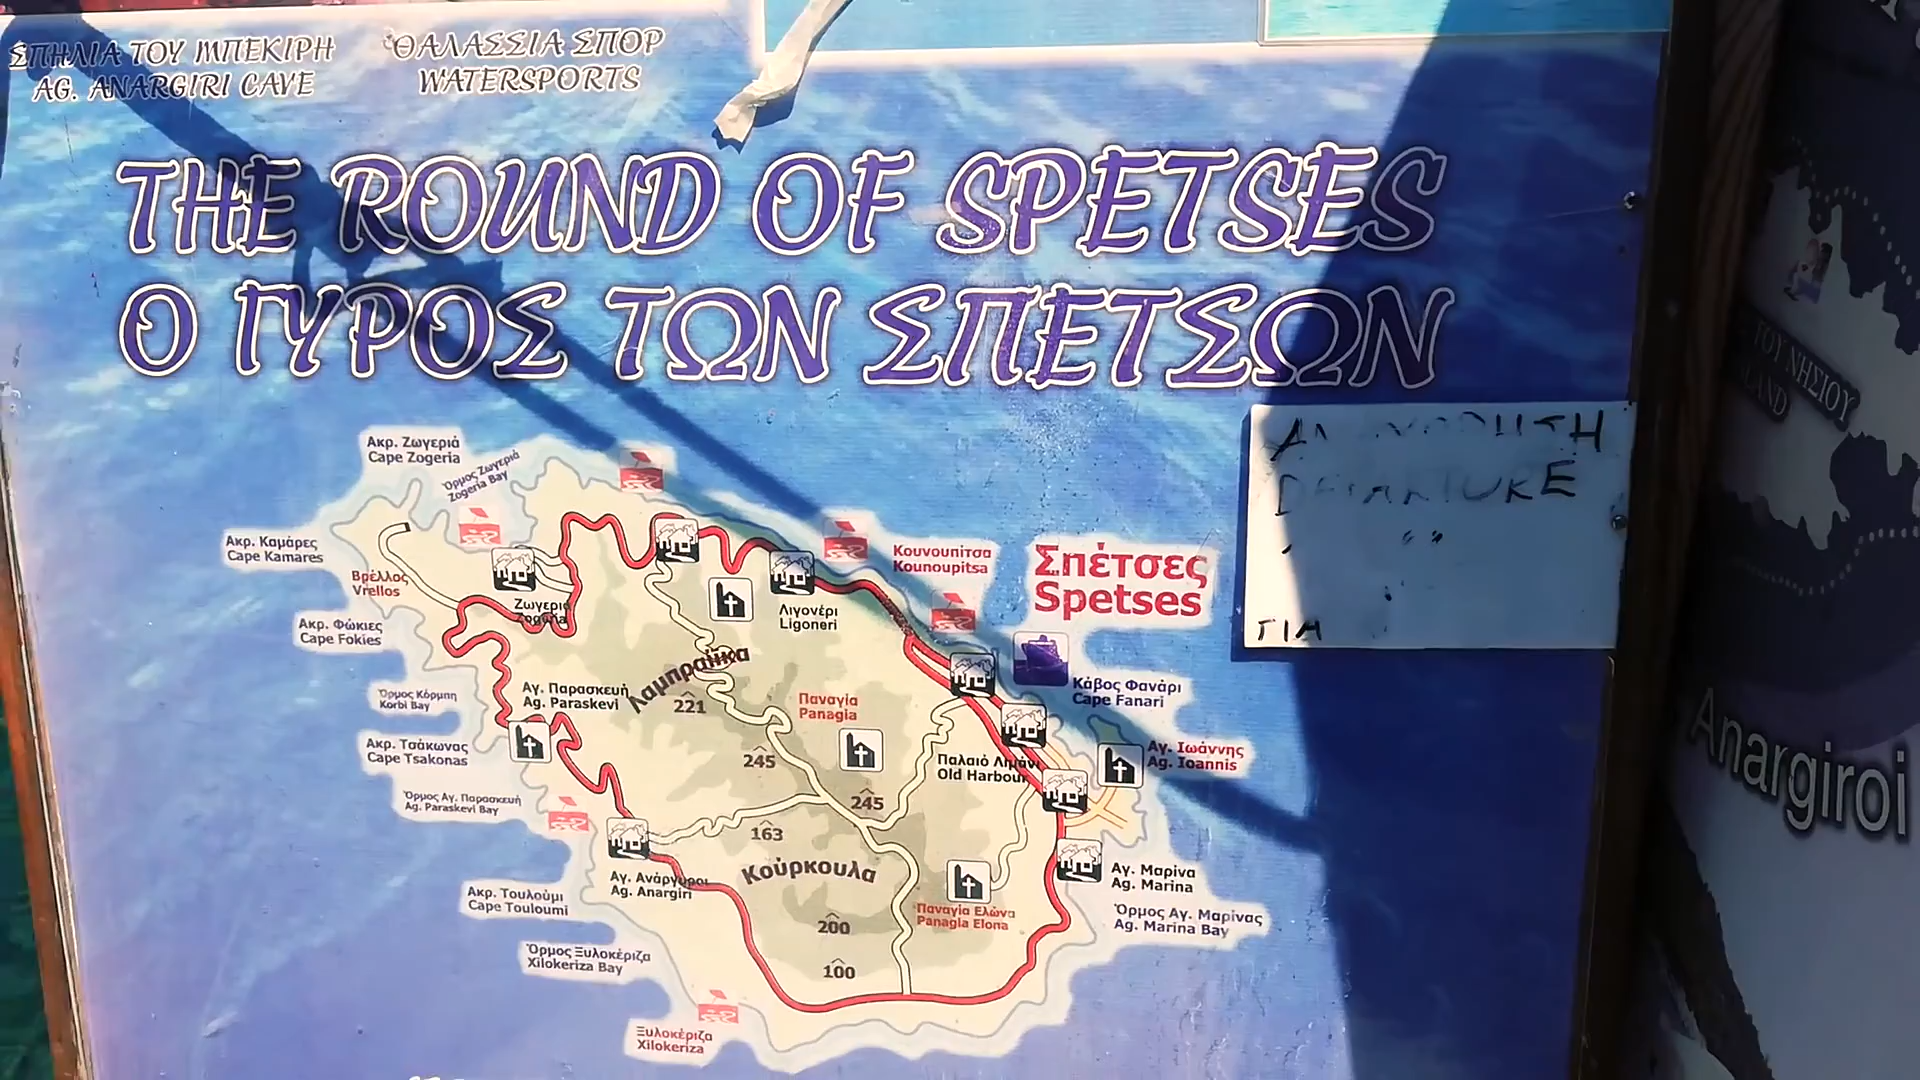 ΣΠΗΛΙΑ ΤΟΥ ΜΠΕΚΙΡΗ
AG. ANARGIRI CAVE
ΘΑΛΑΣΣΙΑ ΣΠΟΡ
WATERSPORTS
THE ROUND OF SPETSES
Ο ΓΥΡΟΣ ΤΩΝ ΣΠΕΤΣΩΝ
Ακρ. Ζωγεριά
Cape Zogeria
Όρμος Ζωγεριά
Zogeria Bay
Ακρ. Καμάρες
Cape Kamares
Βρέλλος
Vrellos
Ακρ. Φώκιες
Cape Fokies
Ζωγεριά
Zogeria
Κουνουπίτσα
Kounoupitsa
Σπέτσες
Spetses
Λιγονέρι
Ligoneri
Λαμπραίικα
221
Όρμος Κόρμπη
Korbi Bay
Αγ. Παρασκευή
Ag. Paraskevi
Παναγία
Panagia
Κάβος Φανάρι
Cape Fanari
Ακρ. Τσάκωνας
Cape Tsakonas
245
Παλαιό Λιμάνι
Old Harbour
Αγ. Ιωάννης
Ag. Ioannis
Όρμος Αγ. Παρασκευή
Ag. Paraskevi Bay
245
163
Κούρκουλα
Αγ. Ανάργυροι
Ag. Anargiri
Αγ. Μαρίνα
Ag. Marina
Ακρ. Τουλούμι
Cape Touloumi
Παναγία Ελώνα
Panagia Elona
Όρμος Αγ. Μαρίνας
Ag. Marina Bay
200
Όρμος Ξυλοκέριζα
Xilokeriza Bay
100
Ξυλοκέριζα
Xilokeriza
DEPARTURE
ΓΙΑ
ΤΟΥ ΝΗΣΙΟΥ
Anargiroi